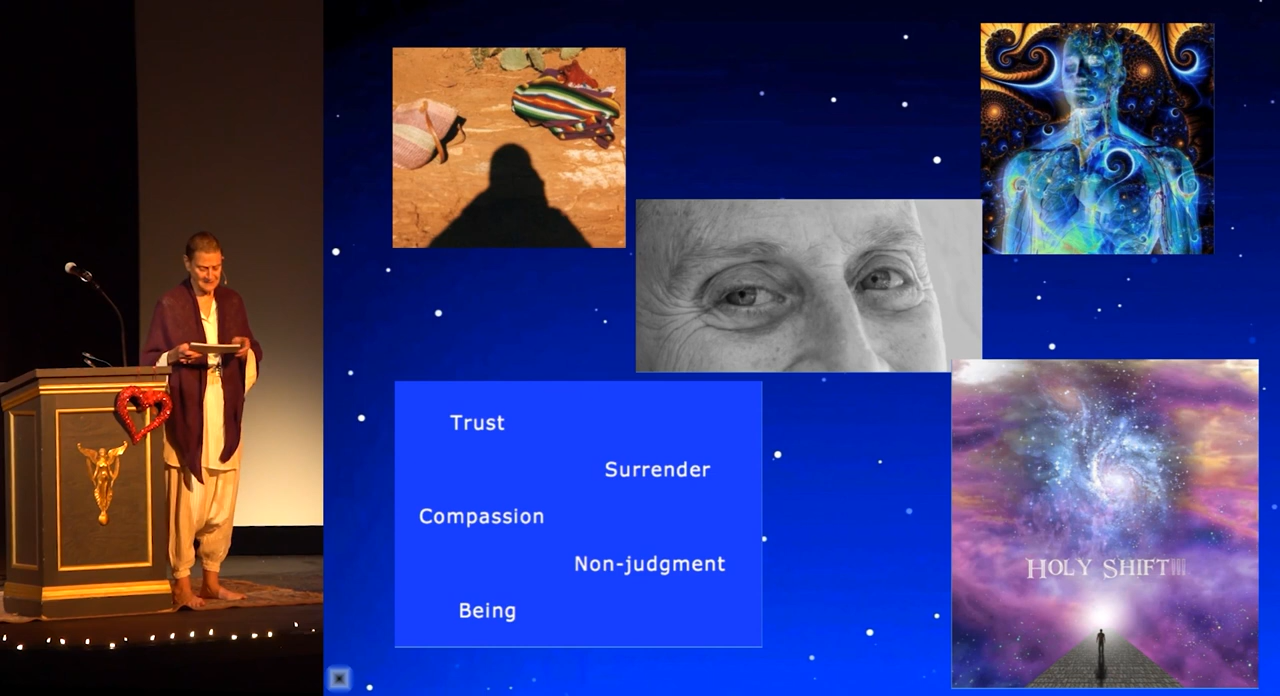 Trust
Surrender
Compassion
Non-judgment
Being
HOLY SHIFT